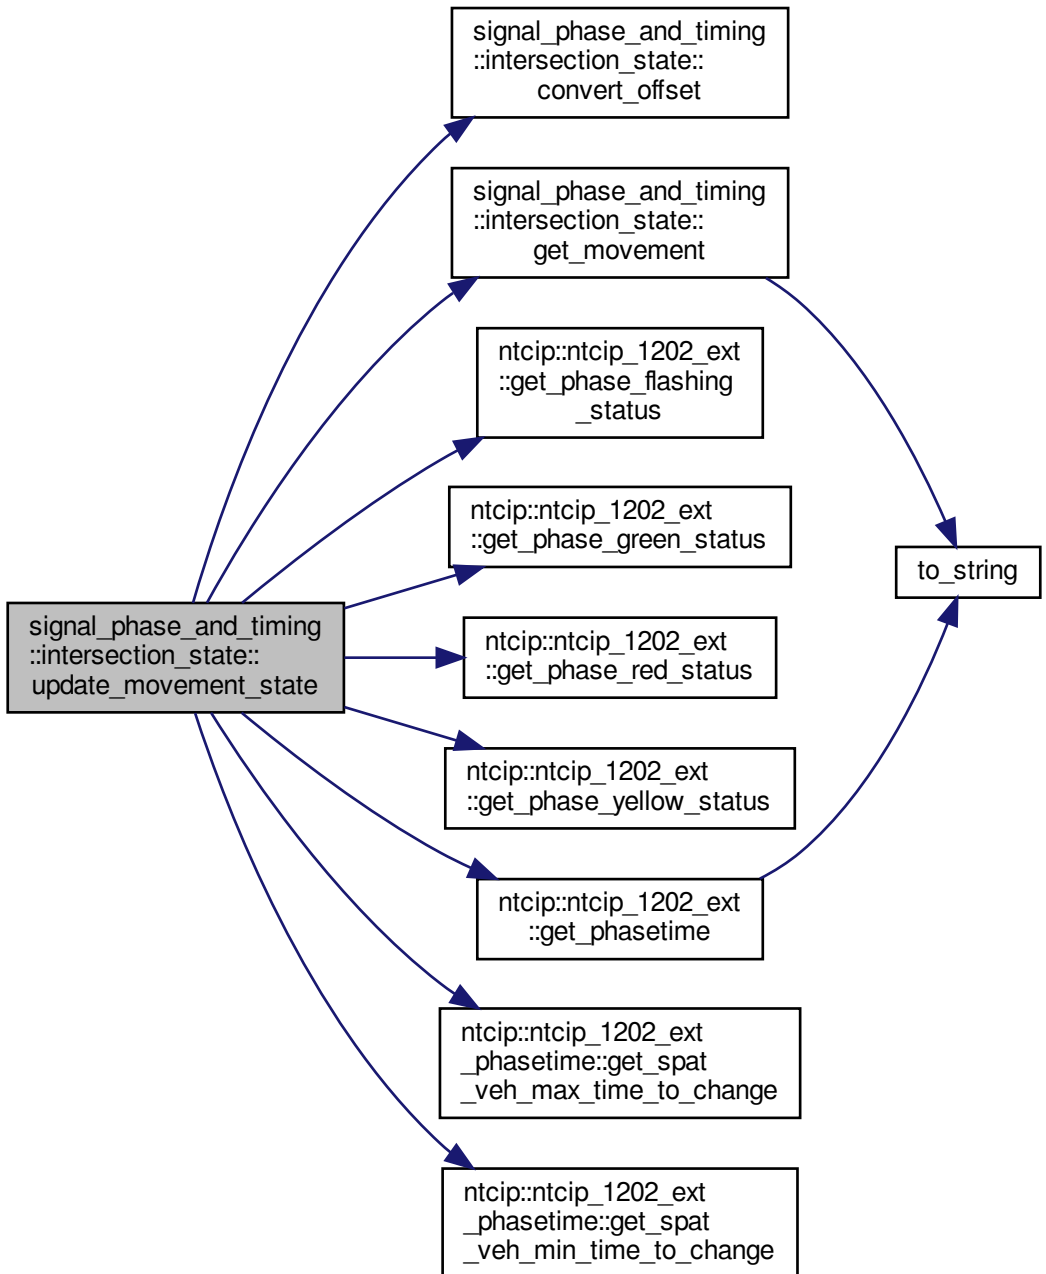 signal_phase_and_timing
::intersection_state::
convert_offset
signal_phase_and_timing
::intersection_state::
get_movement
ntcip::ntcip_1202_ext
::get_phase_flashing
_status
ntcip::ntcip_1202_ext
::get_phase_green_status
to_string
signal_phase_and_timing
::intersection_state::
update_movement_state
ntcip::ntcip_1202_ext
::get_phase_red_status
ntcip::ntcip_1202_ext
::get_phase_yellow_status
ntcip::ntcip_1202_ext
::get_phasetime
ntcip::ntcip_1202_ext
_phasetime::get_spat
_veh_max_time_to_change
ntcip::ntcip_1202_ext
_phasetime::get_spat
_veh_min_time_to_change